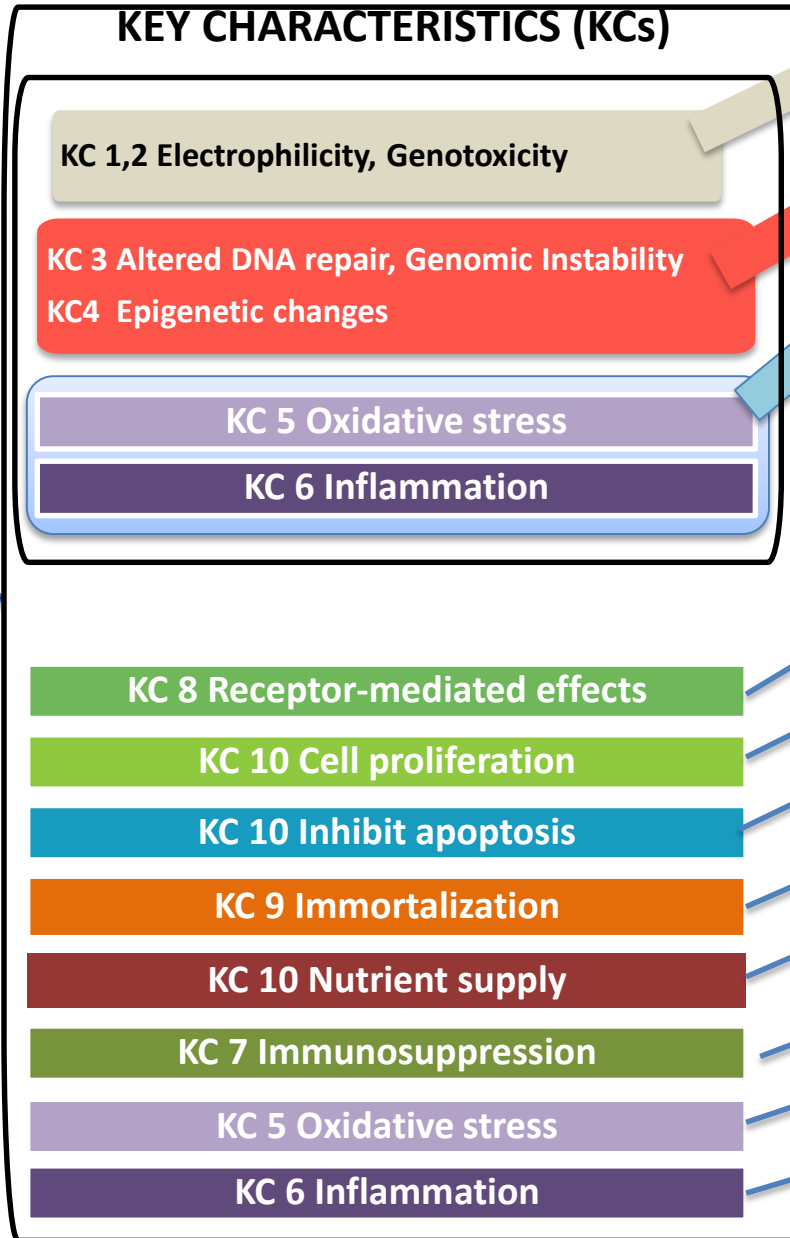 KEY CHARACTERISTICS (KCs)
KC 1,2 Electrophilicity, Genotoxicity
KC 3 Altered DNA repair, Genomic Instability
KC4 Epigenetic changes
KC 5 Oxidative stress
KC 6 Inflammation
KC 8 Receptor-mediated effects
KC 10 Cell proliferation
KC 10 Inhibit apoptosis
KC 9 Immortalization
KC 10 Nutrient supply
KC 7 Immunosuppression
KC 5 Oxidative stress
KC 6 Inflammation